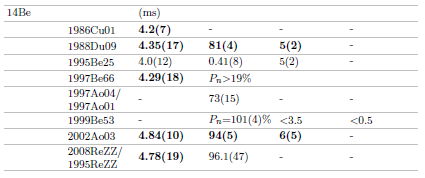 14Be (ms)
1986Cu01 4.2(7) - - -
1988Du09 4.35(17) 81(4) 5(2) -
1995Be25 4.0(12) 0.41(8) 5(2) -
1997Be66 4.29(18) Pn>19%
1997Ao04/
1997Ao01 - 73(15) - -
1999Be53 - Pn=101(4)% <3.5 <0.5
2002Ao03 4.84(10) 94(5) 6(5) -
2008ReZZ/
1995ReZZ 4.78(19) 96.1(47) - -